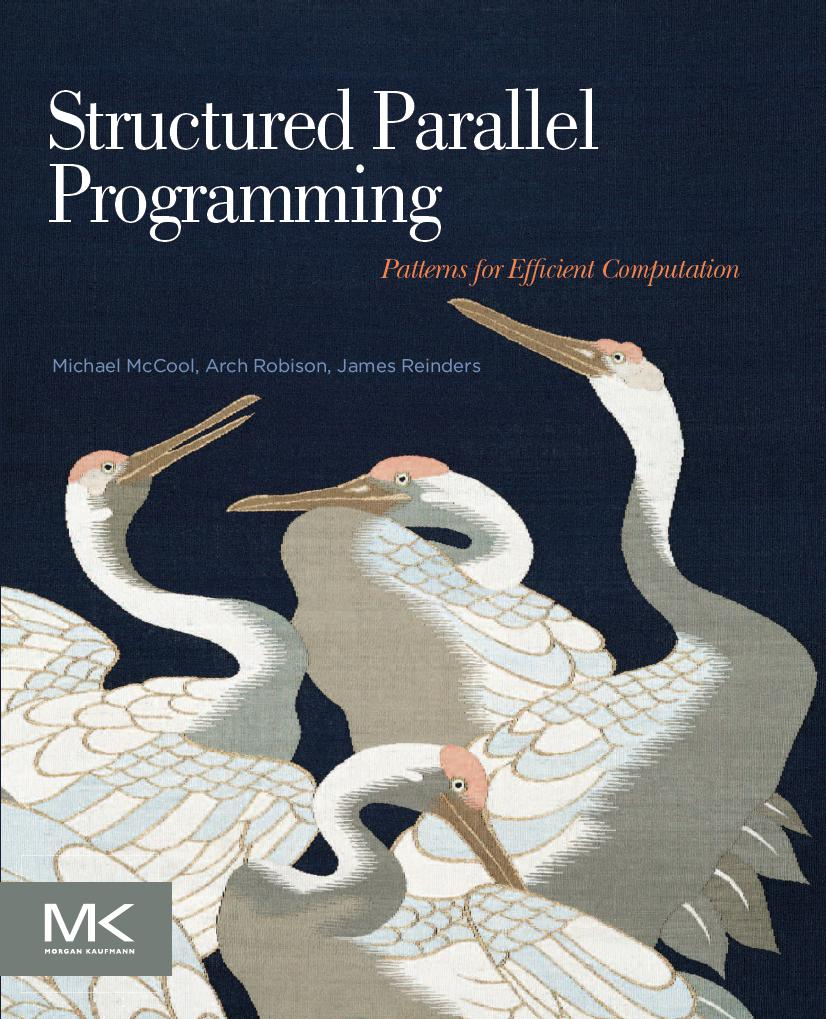 Structured Parallel
Programming
Patterns for Efficient Computation
Michael McCool, Arch Robison, James Reinders
MK
MORGAN KAUFMANN